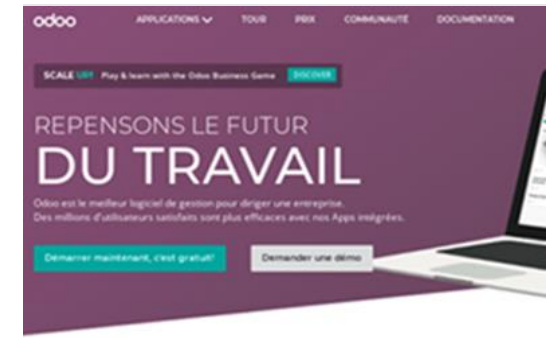 odoo
APPLICATIONS TOUR PRIX COMMUNAUTÉ DOCUMENTATION
SCALE UP! Play & learn with the Odoo Business Game DISCOVER
REPENSONS LE FUTUR
DU TRAVAIL
Odoo est le meilleur logiciel de gestion pour diriger une entreprise.
Des millions d'utilisateurs satisfaits sont plus efficaces avec nos Apps intégrées.
Démarrer maintenant, c'est gratuit!
Demander une démo